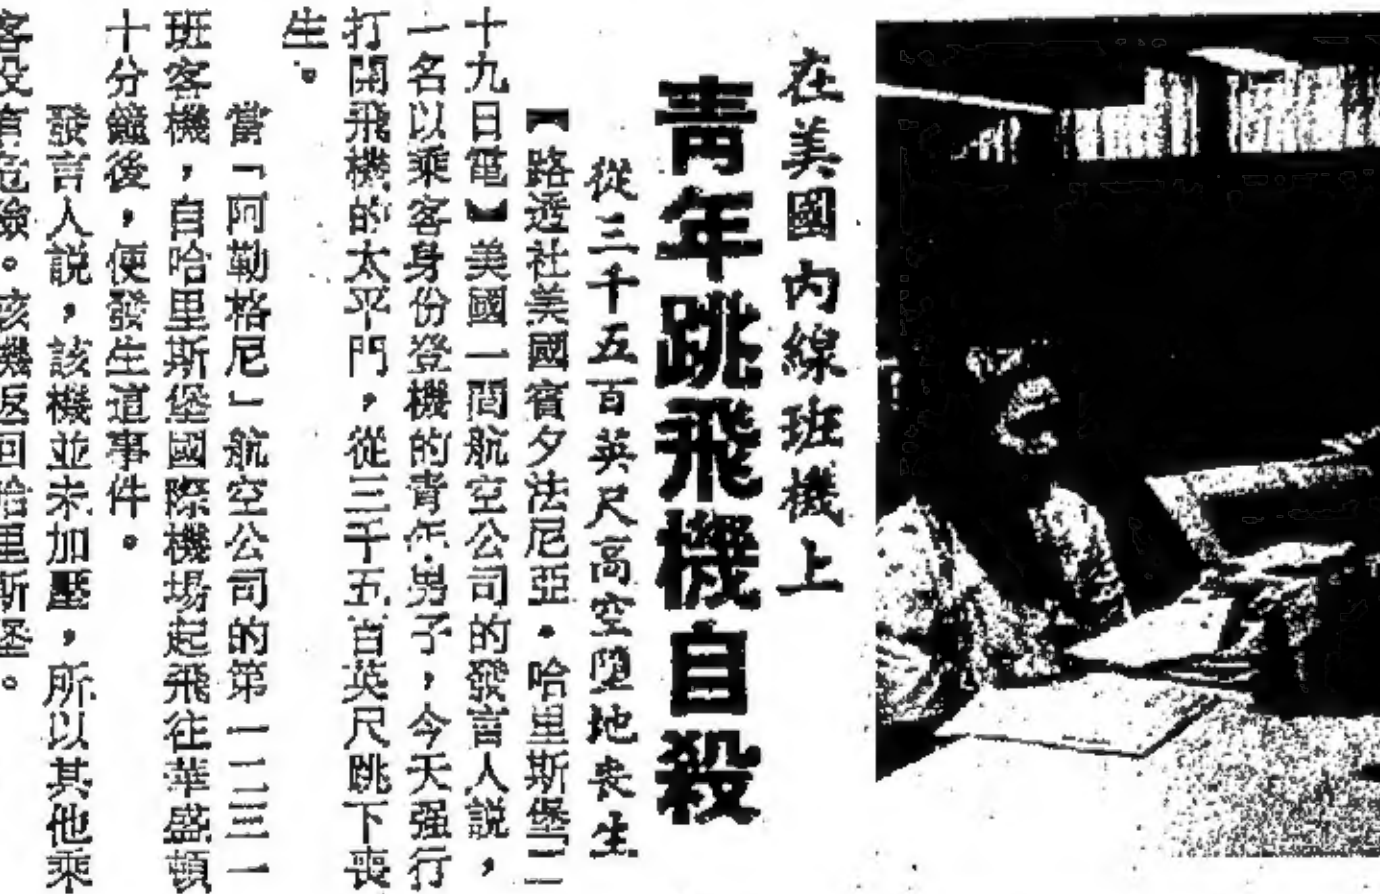 在美國內線班機上
青年跳飛機自殺
從三千五百英尺高空墮地喪生
【路透社美國賓夕法尼亞・哈里斯堡二
十九日電】美國一間航空公司的發言人説，
一名以乘客身份登機的青年男子，今天强行
打開飛機的太平門，從三千五百英尺跳下喪
生。
當「阿勒格尼」航空公司的第一一三一
班客機，自哈里斯堡國際機場起飛往華盛頓
十分鐘後，便發生這事件。
發言人説，該機並未加壓，所以其他乘
客没有危險。該機返回哈里斯堡。